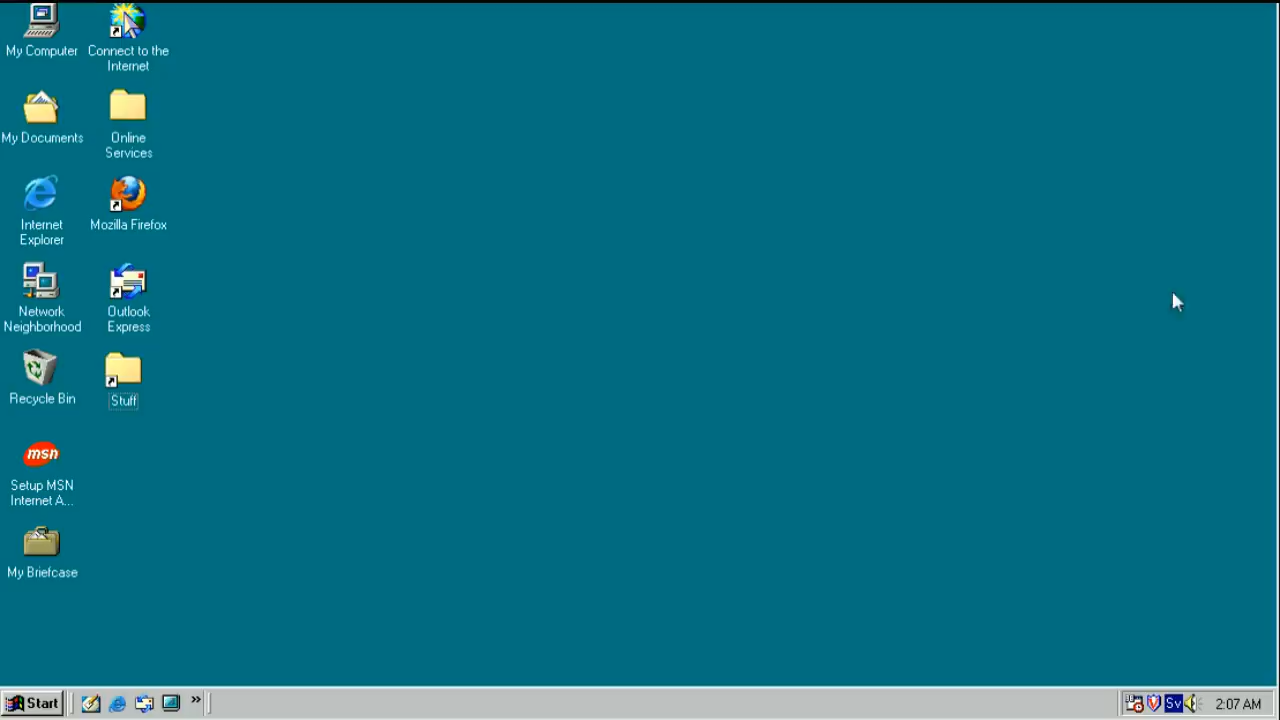 My Computer
Connect to the
Internet
My Documents
Online
Services
Internet
Explorer
Mozilla Firefox
Network
Neighborhood
Outlook
Express
Recycle Bin
Stuff
msn
Setup MSN
Internet A...
My Briefcase
Start
»
Sv
2:07 AM